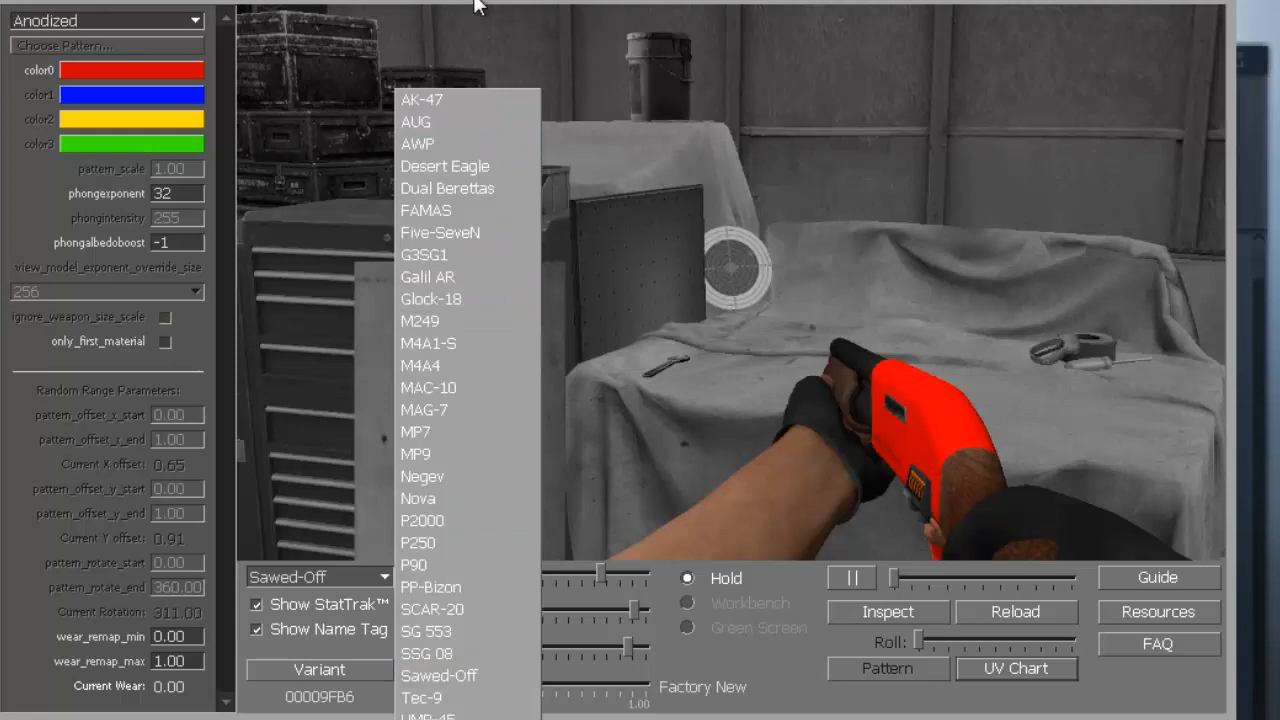 Anodized
Choose Pattern...
color0
color1
color2
color3
pattern_scale 1.00
phongexponent 32
phongintensity 255
phongalbedoboost -1
view_model_exponent_override_size
256
ignore_weapon_size_scale
only_first_material
Random Range Parameters:
pattern_offset_x_start 0.00
pattern_offset_x_end 1.00
Current X offset: 0.65
pattern_offset_y_start 0.00
pattern_offset_y_end 1.00
Current Y offset: 0.91
pattern_rotate_start 0.00
pattern_rotate_end 360.00
Current Rotation: 311.00
wear_remap_min 0.00
wear_remap_max 1.00
Current Wear: 0.00
AK-47
AUG
AWP
Desert Eagle
Dual Berettas
FAMAS
Five-SeveN
G3SG1
Galil AR
Glock-18
M249
M4A1-S
M4A4
MAC-10
MAG-7
MP7
MP9
Negev
Nova
P2000
P250
P90
PP-Bizon
SCAR-20
SG 553
SSG 08
Sawed-Off
Tec-9
UMP-45
Sawed-Off
Show StatTrak™
Show Name Tag
Variant
00009FB6
1.00
Factory New
Hold
Workbench
Green Screen
Inspect
Reload
Roll:
Pattern
UV Chart
Guide
Resources
FAQ